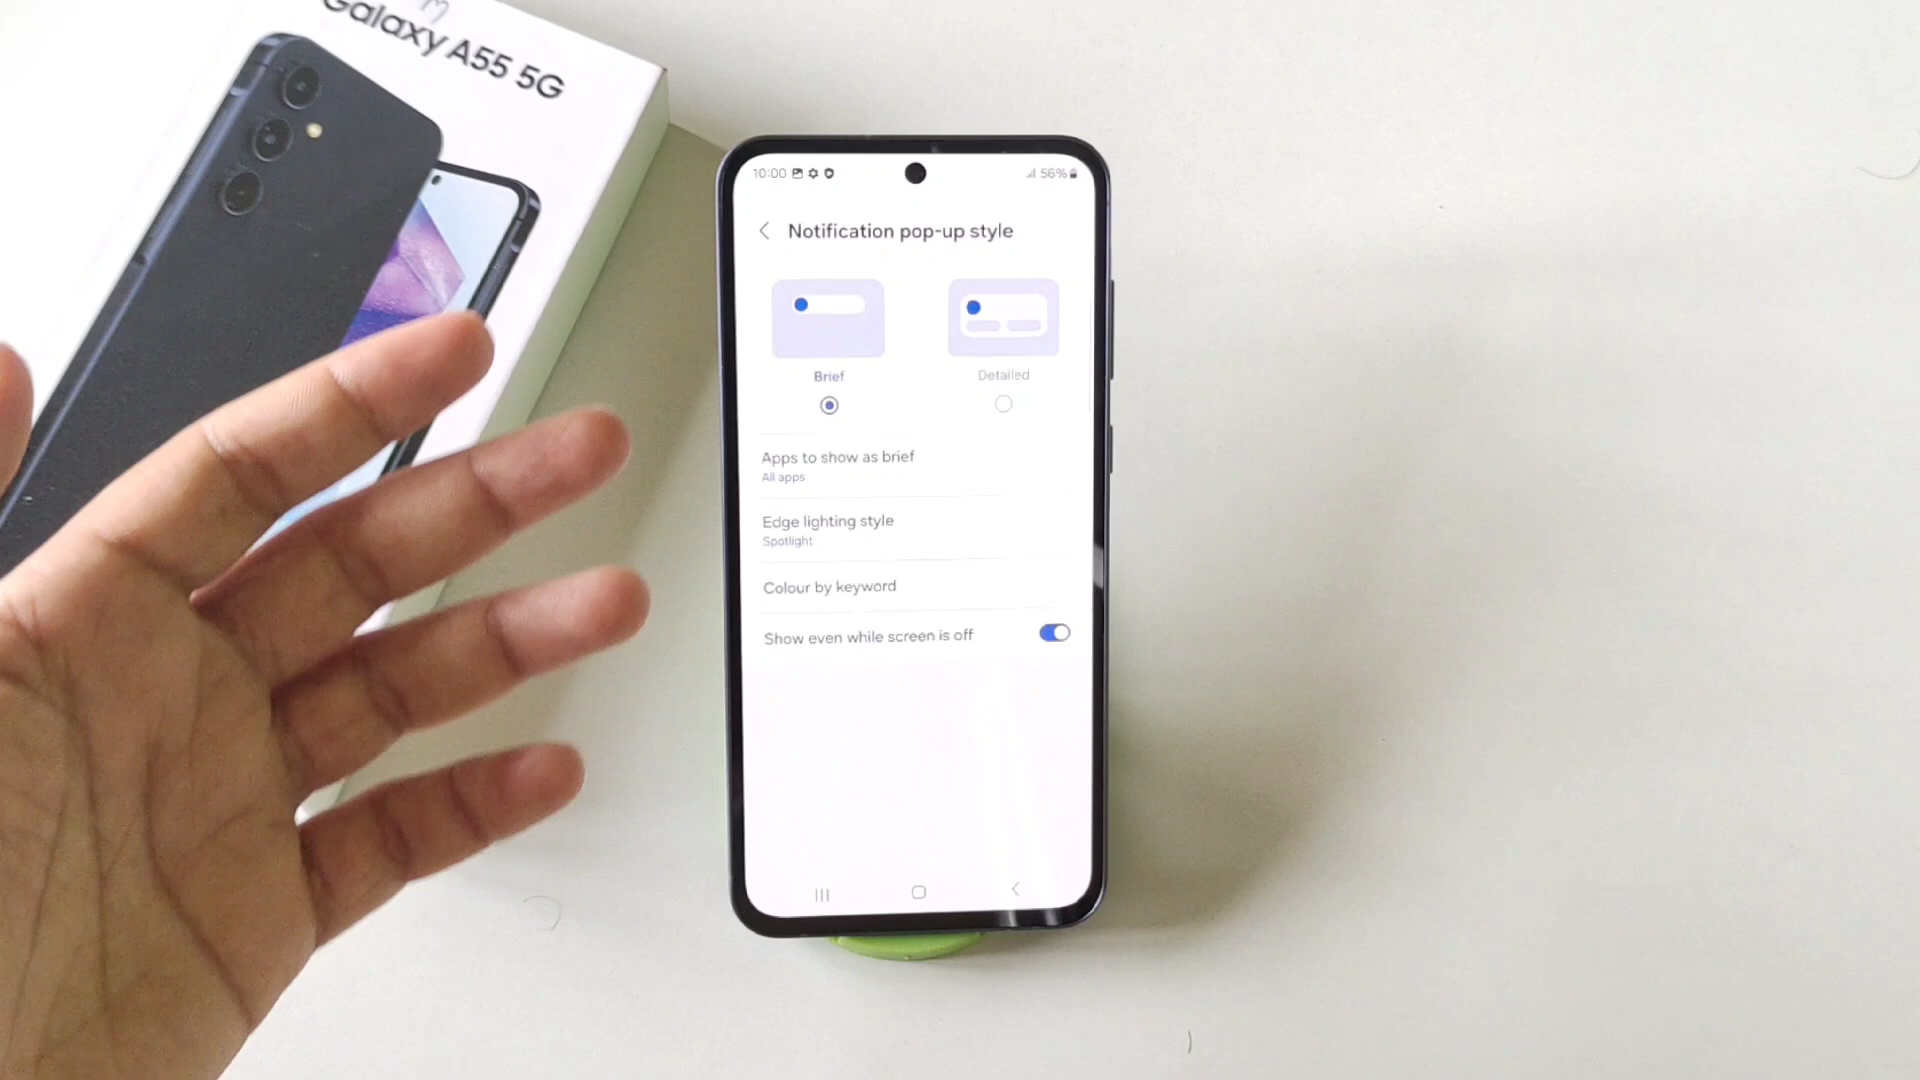 Galaxy A55 5G
10:00
56%
Notification pop-up style
Brief
Detailed
Apps to show as brief
All apps
Edge lighting style
Spotlight
Colour by keyword
Show even while screen is off